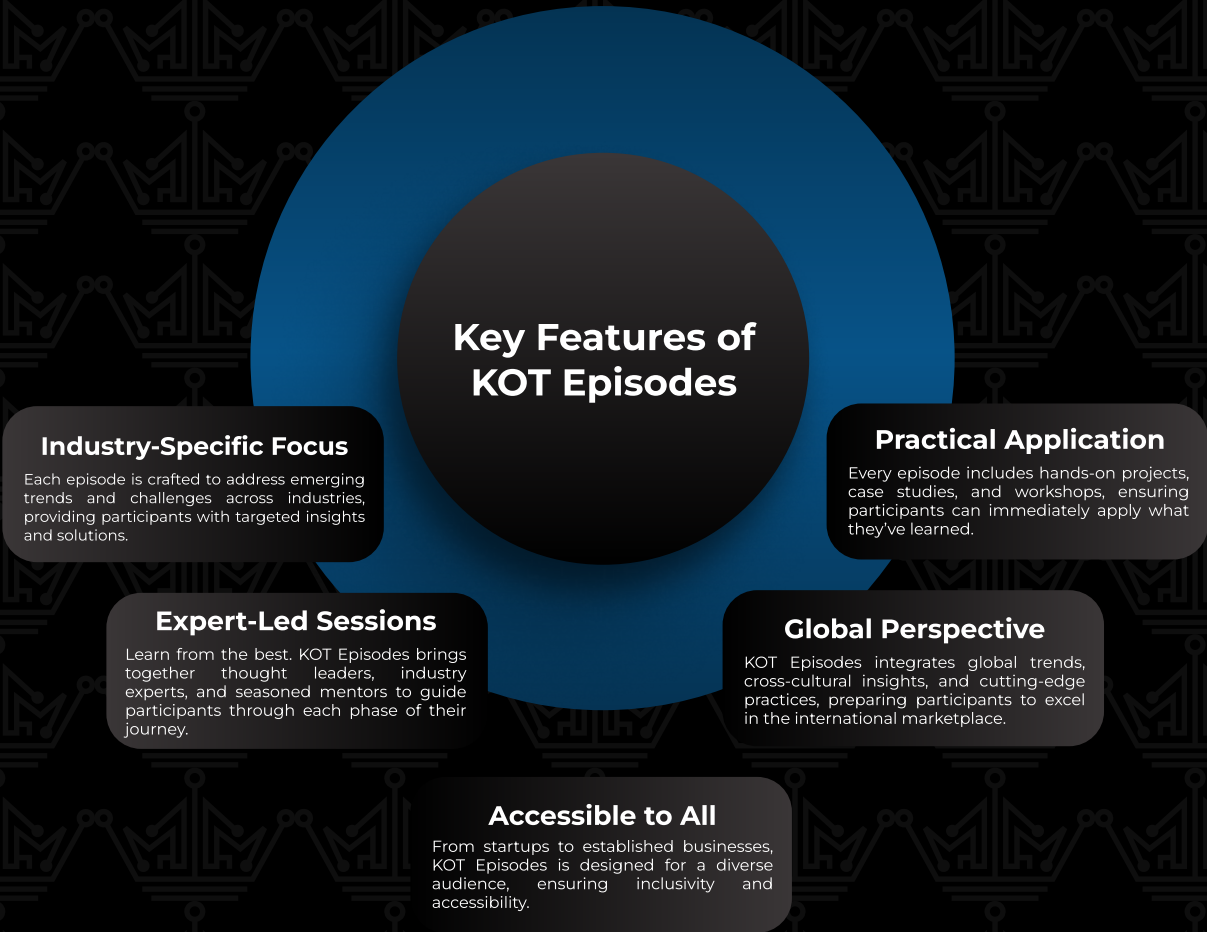 Key Features of
KOT Episodes
Industry-Specific Focus
Each episode is crafted to address emerging
trends and challenges across industries,
providing participants with targeted insights
and solutions.
Practical Application
Every episode includes hands-on projects,
case studies, and workshops, ensuring
participants can immediately apply what
they’ve learned.
Expert-Led Sessions
Learn from the best. KOT Episodes brings
together thought leaders, industry
experts, and seasoned mentors to guide
participants through each phase of their
journey.
Global Perspective
KOT Episodes integrates global trends,
cross-cultural insights, and cutting-edge
practices, preparing participants to excel
in the international marketplace.
Accessible to All
From startups to established businesses,
KOT Episodes is designed for a diverse
audience, ensuring inclusivity and
accessibility.